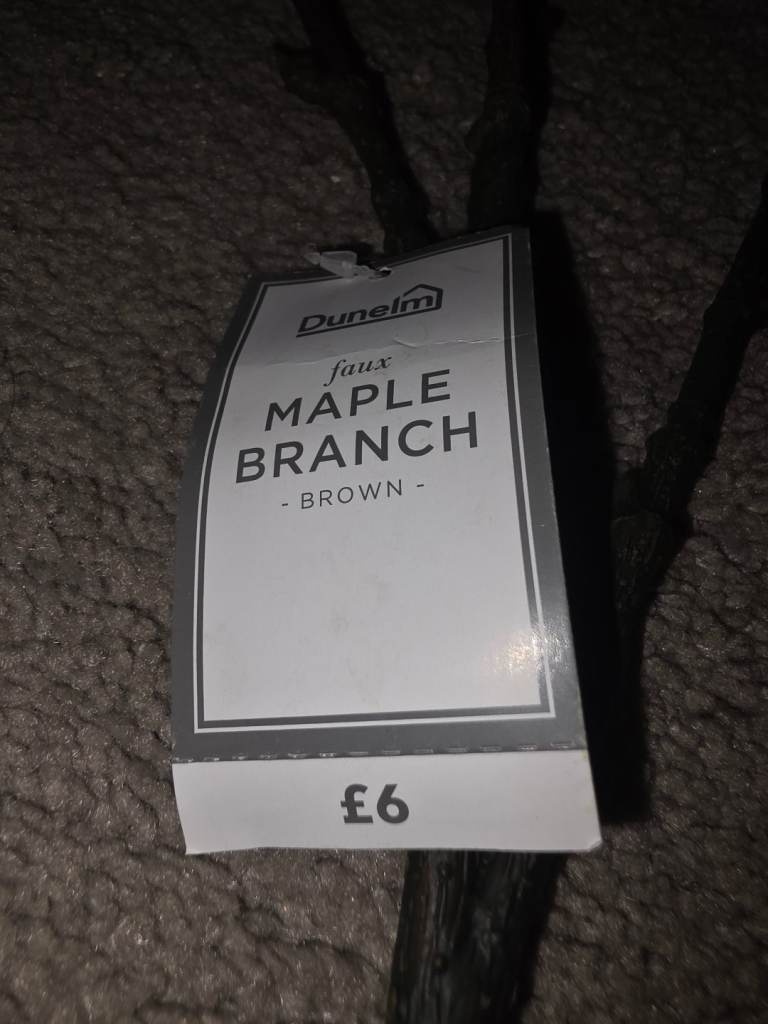 Dunelm
faux
MAPLE
BRANCH
- BROWN -
£6